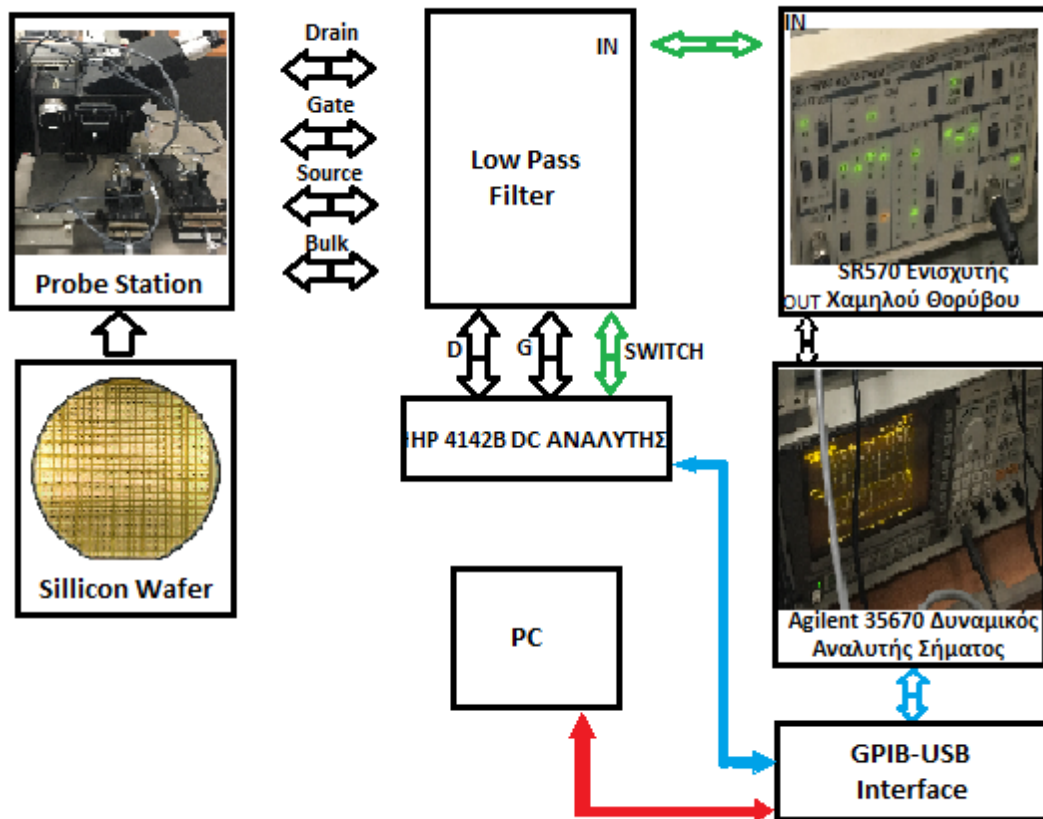 Drain
Gate
Source
Bulk
Probe Station
Sillicon Wafer
IN
Low Pass
Filter
D
G
SWITCH
HP 4142B DC ΑΝΑΛΥΤΗΣ
PC
IN
SR570 Ενισχυτής
Χαμηλού Θορύβου
OUT
Agilent 35670 Δυναμικός
Αναλυτής Σήματος
GPIB-USB
Interface